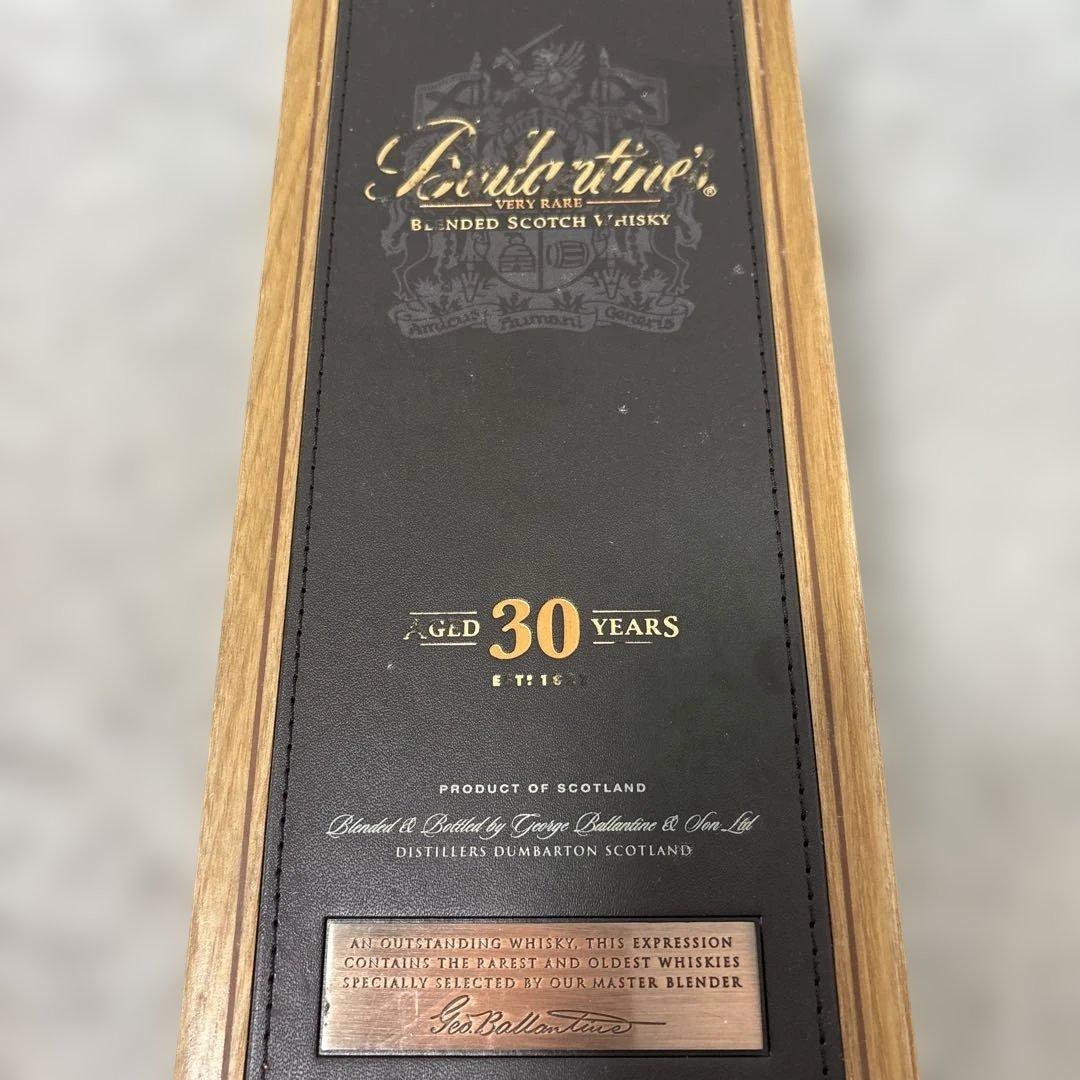 Ballantine's®
VERY RARE
BLENDED SCOTCH WHISKY
Amicus Humani Generis
AGED 30 YEARS
PRODUCT OF SCOTLAND
Blended & Bottled by George Ballantine & Son Ltd
DISTILLERS DUMBARTON SCOTLAND
AN OUTSTANDING WHISKY, THIS EXPRESSION
CONTAINS THE RAREST AND OLDEST WHISKIES
SPECIALLY SELECTED BY OUR MASTER BLENDER
Geo. Ballantine